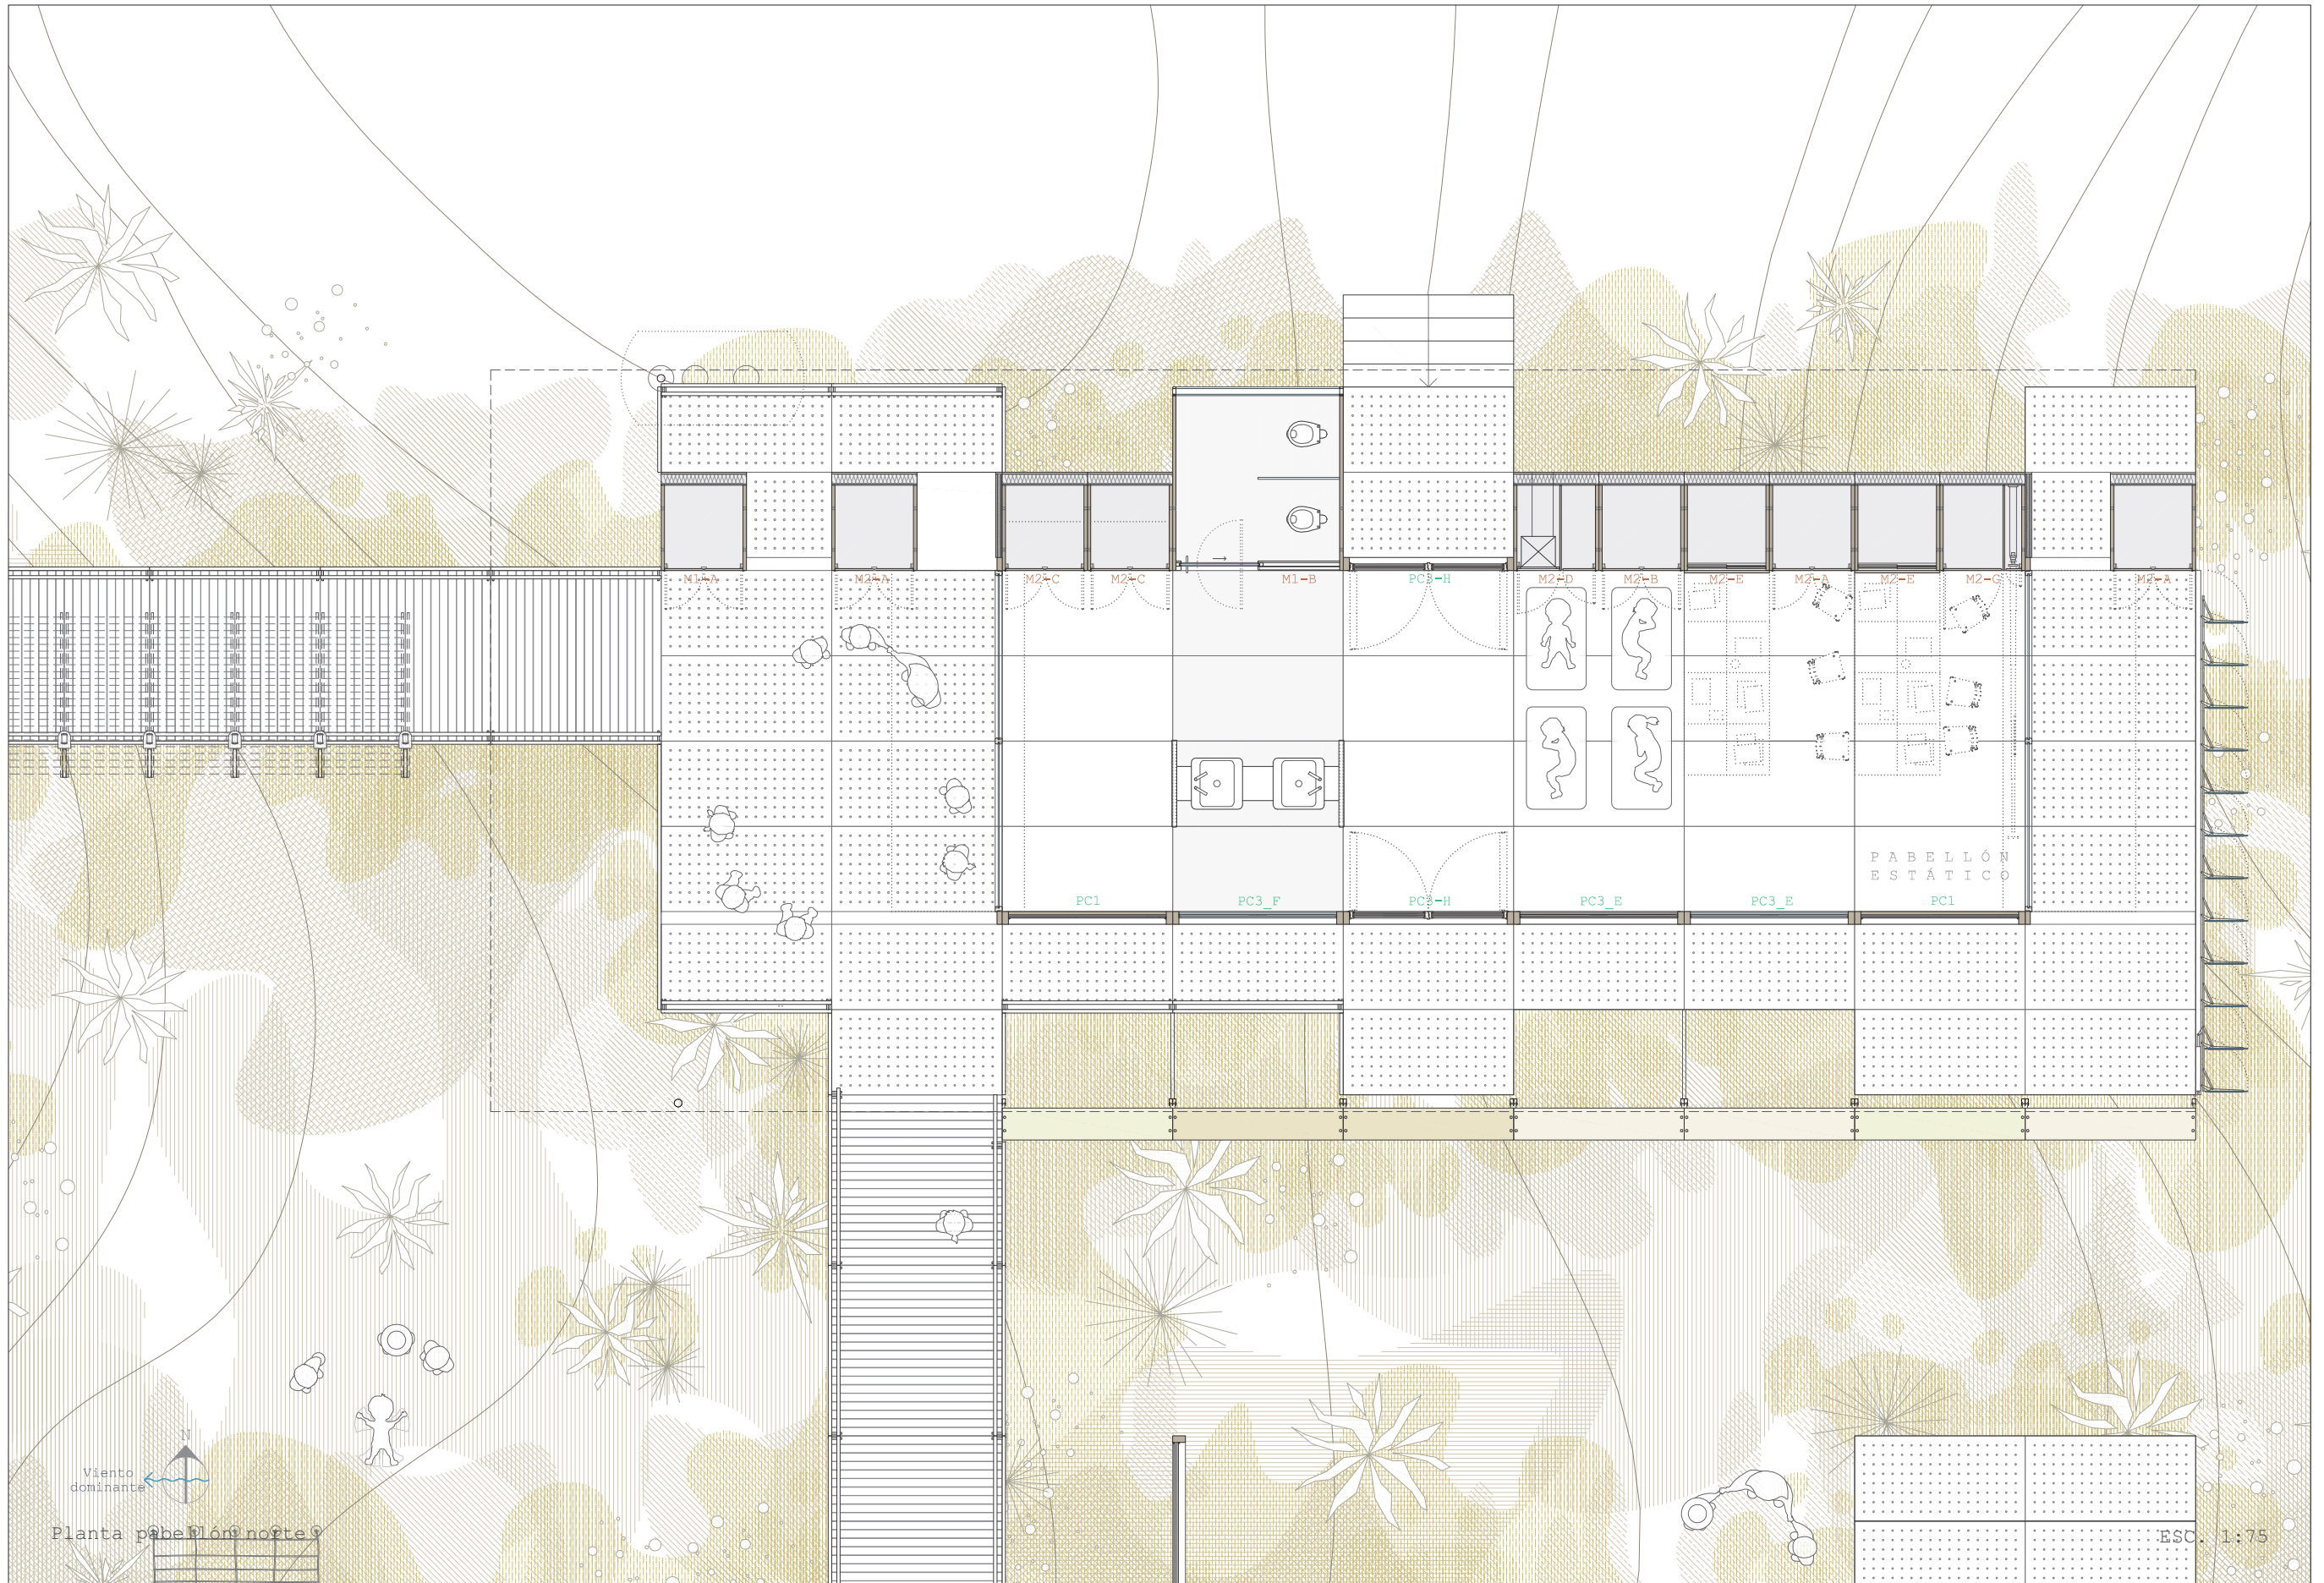 M1-A
M2-A
M2-C
M2-C
M1-B
PC3-H
M2-D
M2-B
M2-E
M2-A
M2-E
M2-G
M2-A
PABELLÓN
ESTÁTICO
PC1
PC3_F
PC3-H
PC3_E
PC3_E
PC1
N
Viento
dominante
Planta pabellón norte
ESC. 1:75